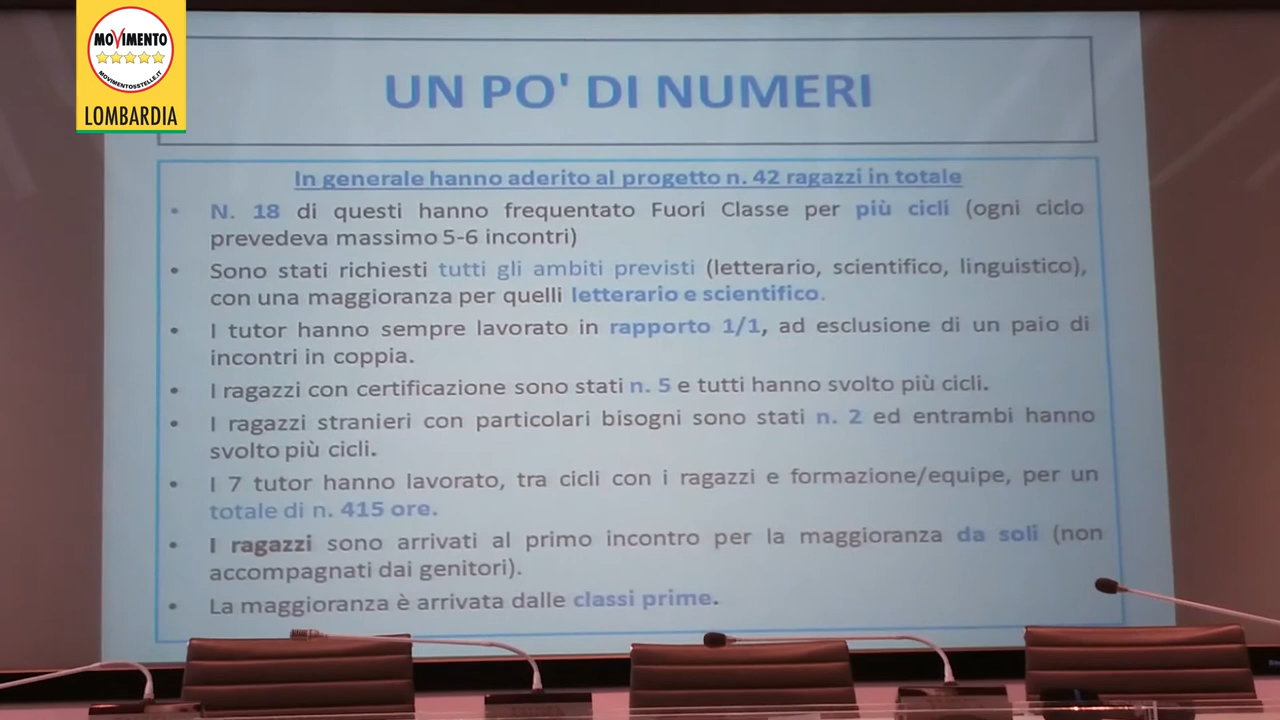 MOVIMENTO
MOVIMENTO5STELLE.IT
LOMBARDIA
UN PO' DI NUMERI
In generale hanno aderito al progetto n. 42 ragazzi in totale
• N. 18 di questi hanno frequentato Fuori Classe per più cicli (ogni ciclo
prevedeva massimo 5-6 incontri)
• Sono stati richiesti tutti gli ambiti previsti (letterario, scientifico, linguistico),
con una maggioranza per quelli letterario e scientifico.
• I tutor hanno sempre lavorato in rapporto 1/1, ad esclusione di un paio di
incontri in coppia.
• I ragazzi con certificazione sono stati n. 5 e tutti hanno svolto più cicli.
• I ragazzi stranieri con particolari bisogni sono stati n. 2 ed entrambi hanno
svolto più cicli.
• I 7 tutor hanno lavorato, tra cicli con i ragazzi e formazione/equipe, per un
totale di n. 415 ore.
• I ragazzi sono arrivati al primo incontro per la maggioranza da soli (non
accompagnati dai genitori).
• La maggioranza è arrivata dalle classi prime.